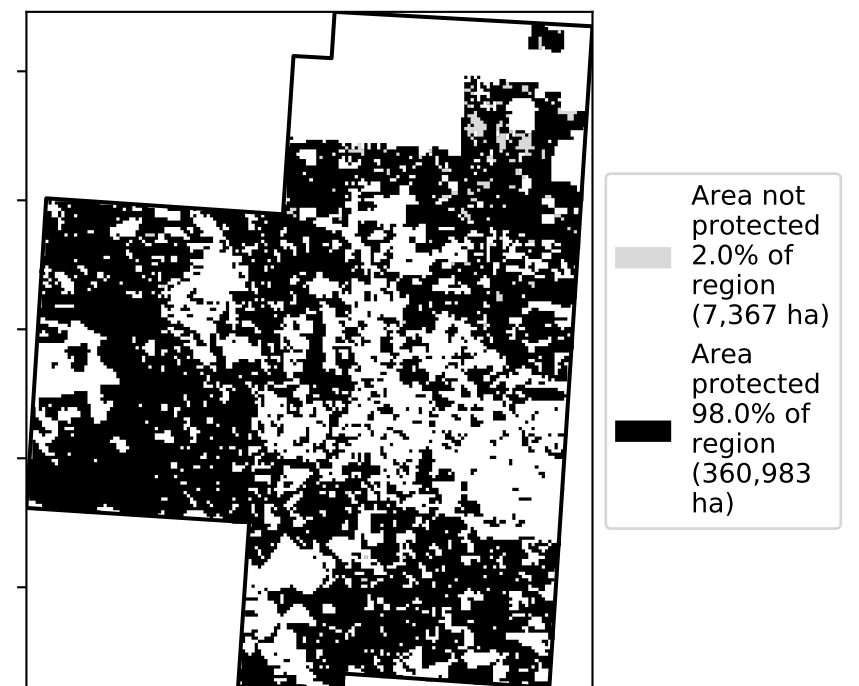 Area not
protected
2.0% of
region
(7,367 ha)
Area
protected
98.0% of
region
(360,983
ha)